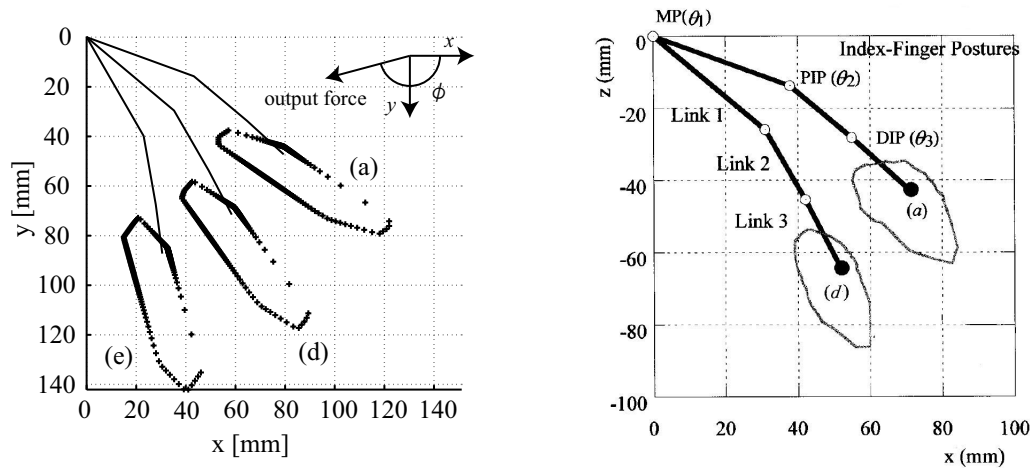 0
20
40
60
80
100
120
140
y [mm]
0 20 40 60 80 100 120 140
x [mm]
x
output force
y
ϕ
(a)
(d)
(e)
MP(θ1)
Index-Finger Postures
PIP (θ2)
Link 1
DIP (θ3)
Link 2
Link 3
(a)
(d)
0
-20
-40
-60
-80
-100
z (mm)
0 20 40 60 80 100
x (mm)